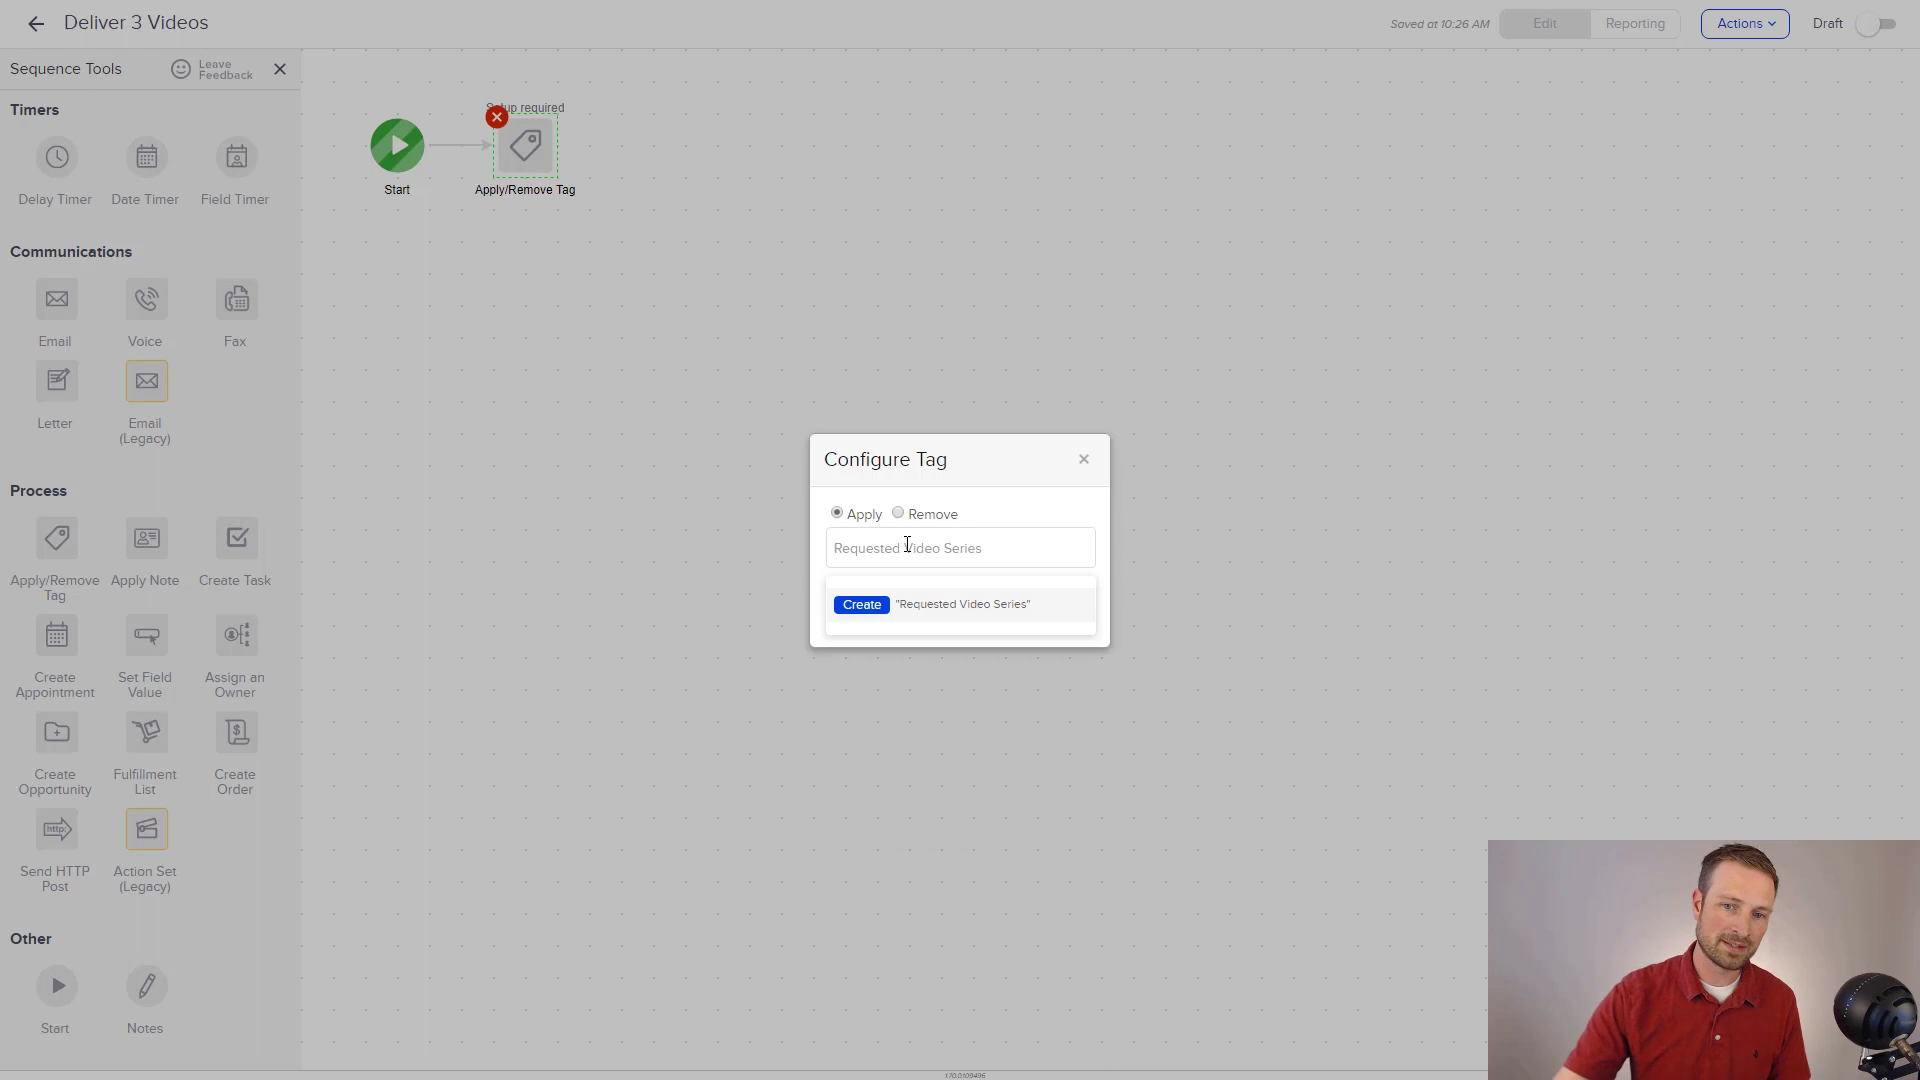 Deliver 3 Videos
Saved at 10:26 AM
Edit
Reporting
Actions
Draft
Sequence Tools
Leave
Feedback
Timers
Delay Timer
Date Timer
Field Timer
Communications
Email
Voice
Fax
Letter
Email
(Legacy)
Process
Apply/Remove
Tag
Apply Note
Create Task
Create
Appointment
Set Field
Value
Assign an
Owner
Create
Opportunity
Fulfillment
List
Create
Order
http:
Send HTTP
Post
Action Set
(Legacy)
Other
Start
Notes
Setup required
Start
Apply/Remove Tag
Configure Tag
Apply
Remove
Requested Video Series
Create "Requested Video Series"